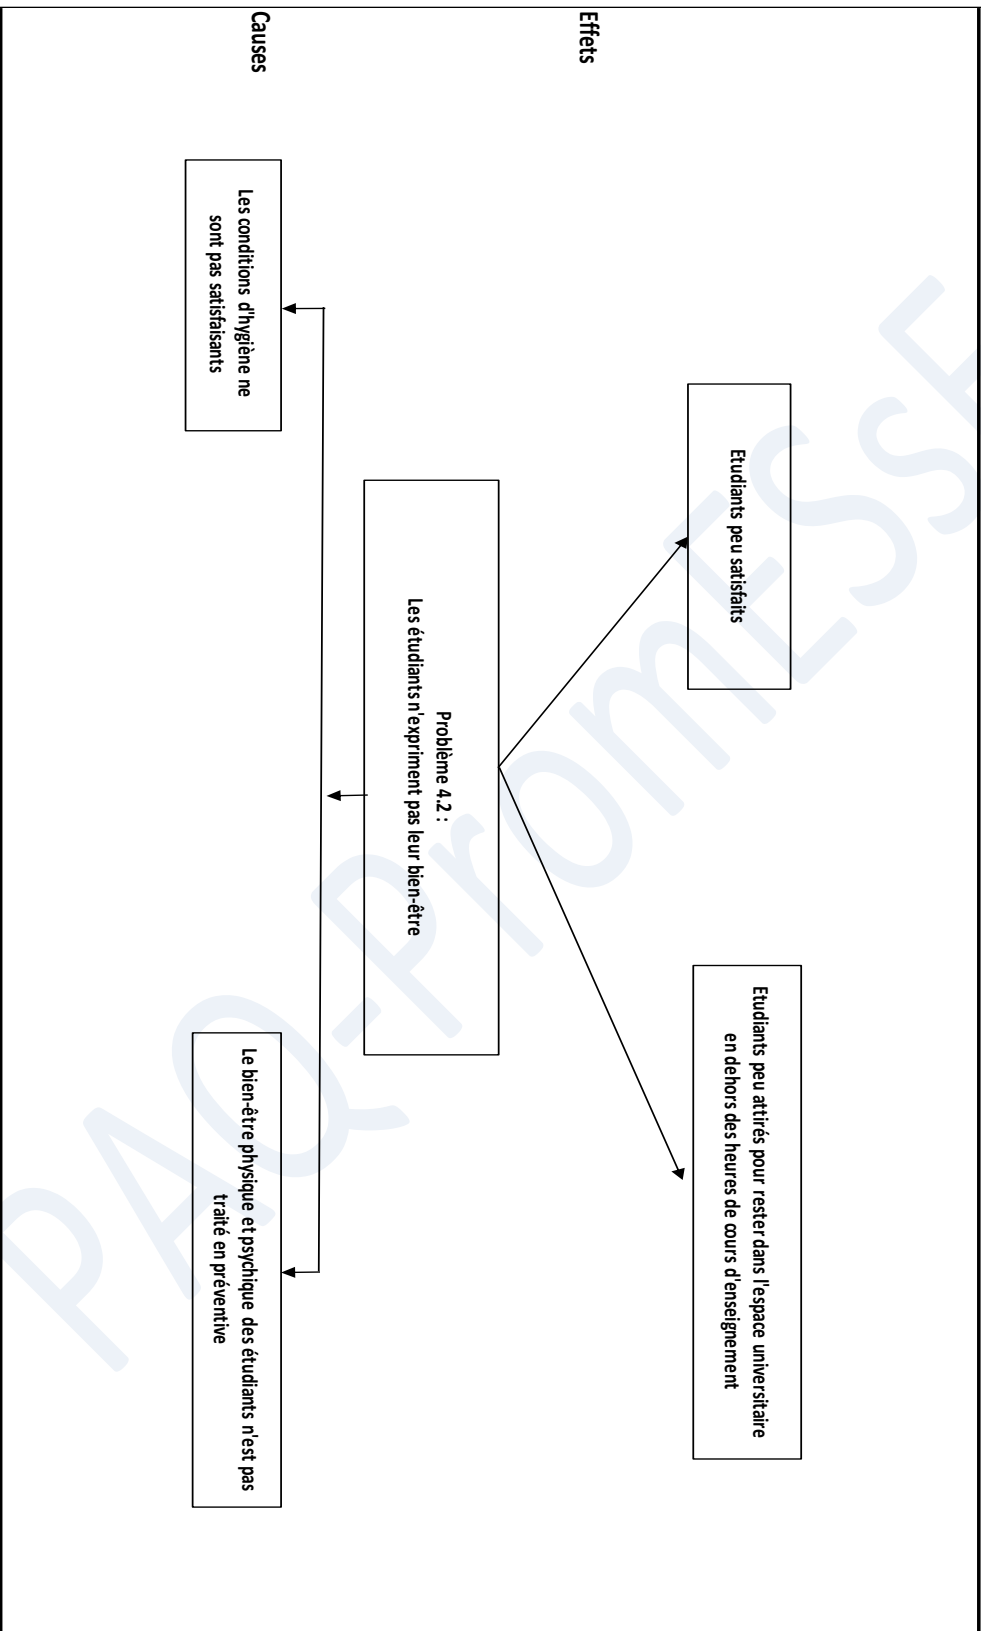 Effets
Etudiants peu satisfaits
Etudiants peu attirés pour rester dans l'espace universitaire
en dehors des heures de cours d'enseignement
Problème 4.2 :
Les étudiants n'expriment pas leur bien-être
Causes
Les conditions d'hygiène ne
sont pas satisfaisants
Le bien-être physique et psychique des étudiants n'est pas
traité en préventive
PAQ-PromESSE